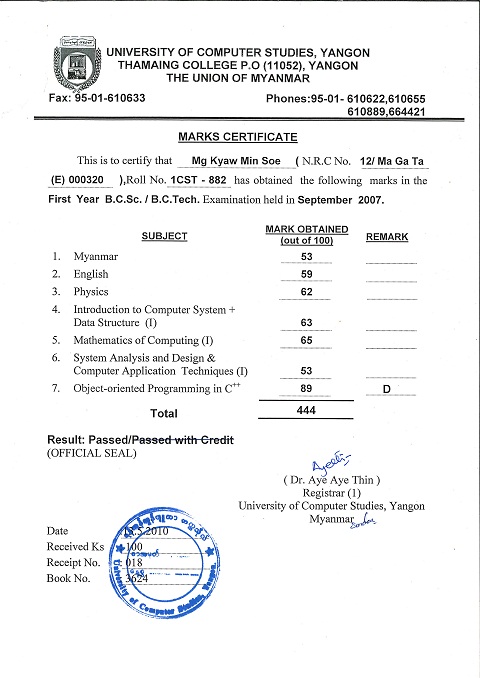 UNIVERSITY OF COMPUTER STUDIES, YANGON
THAMAING COLLEGE P.O (11052), YANGON
THE UNION OF MYANMAR
Fax: 95-01-610633 Phones:95-01- 610622,610655
610889,664421
MARKS CERTIFICATE
This is to certify that Mg Kyaw Min Soe ( N.R.C No. 12/ Ma Ga Ta
(E) 000320 ),Roll No. 1CST - 882 has obtained the following marks in the
First Year B.C.Sc. / B.C.Tech. Examination held in September 2007.
SUBJECT MARK OBTAINED REMARK
(out of 100)
1. Myanmar 53
2. English 59
3. Physics 62
4. Introduction to Computer System +
Data Structure (I) 63
5. Mathematics of Computing (I) 65
6. System Analysis and Design &
Computer Application Techniques (I) 53
7. Object-oriented Programming in C++ 89 D
Total 444
Result: Passed/Passed with Credit
(OFFICIAL SEAL)
( Dr. Aye Aye Thin )
Registrar (1)
University of Computer Studies, Yangon
Myanmar
Date .5.2010
Received Ks 100
Receipt No. 018
Book No. 3624
University of Computer Studies, Yangon.